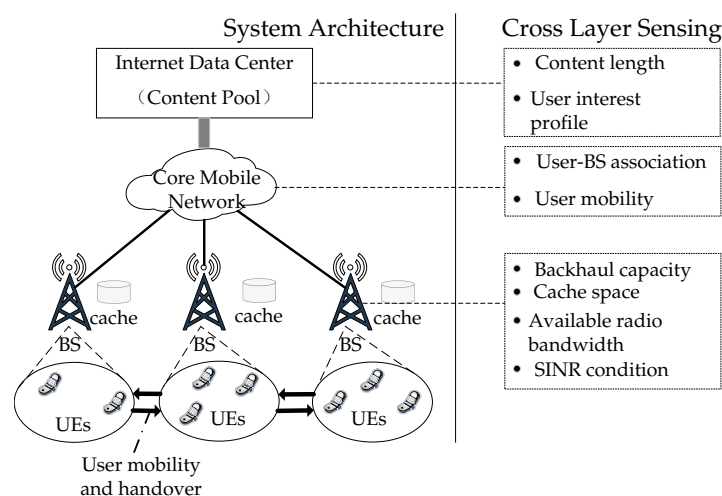 System Architecture
Cross Layer Sensing
Internet Data Center
（Content Pool）
• Content length
• User interest
profile
Core Mobile
Network
• User-BS association
• User mobility
cache
cache
cache
• Backhaul capacity
• Cache space
• Available radio
bandwidth
• SINR condition
BS
BS
BS
UEs
UEs
UEs
User mobility
and handover